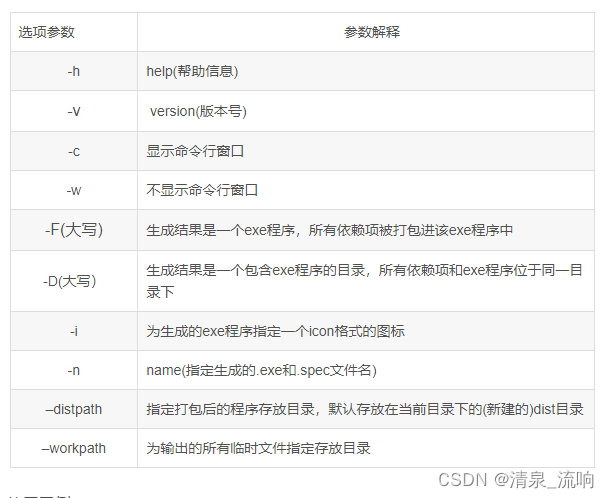 选项参数 参数解释
-h help(帮助信息)
-v version(版本号)
-c 显示命令行窗口
-w 不显示命令行窗口
-F(大写) 生成结果是一个exe程序，所有依赖项被打包进该exe程序中
-D(大写） 生成结果是一个包含exe程序的目录，所有依赖项和exe程序位于同一目
录下
-i 为生成的exe程序指定一个icon格式的图标
-n name(指定生成的.exe和.spec文件名)
–distpath 指定打包后的程序存放目录，默认存放在当前目录下的(新建的)dist目录
–workpath 为输出的所有临时文件指定存放目录
CSDN @清泉_流响